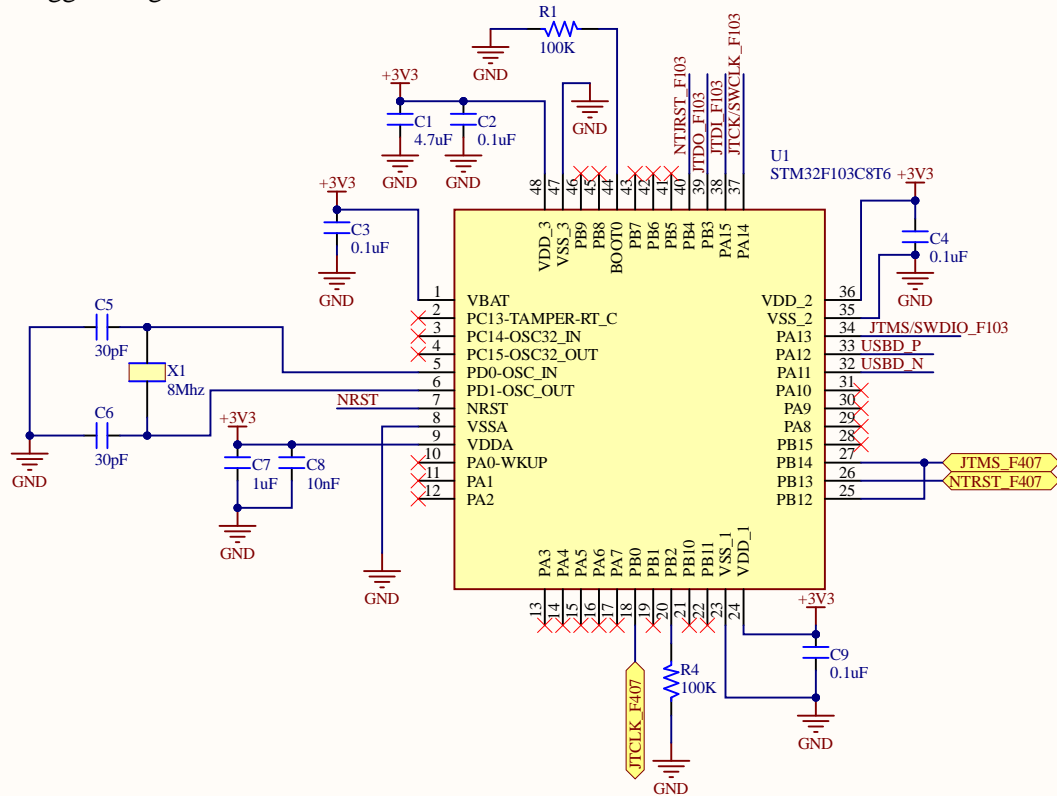 R1
100K
GND
+3V3
C1
4.7uF
C2
0.1uF
GND
GND
GND
NTJRST_F103
JTDO_F103
JTDI_F103
JTCK/SWCLK_F103
U1
STM32F103C8T6
+3V3
C4
0.1uF
GND
+3V3
C3
0.1uF
GND
48
47
46
45
44
43
42
41
40
39
38
37
VDD_3
VSS_3
PB9
PB8
BOOT0
PB7
PB6
PB5
PB4
PB3
PA15
PA14
1 VBAT
2 PC13-TAMPER-RT_C
3 PC14-OSC32_IN
4 PC15-OSC32_OUT
5 PD0-OSC_IN
6 PD1-OSC_OUT
7 NRST
8 VSSA
9 VDDA
10 PA0-WKUP
11 PA1
12 PA2
VDD_2 36
VSS_2 35
PA13 34 JTMS/SWDIO_F103
PA12 33 USBD_P
PA11 32 USBD_N
PA10 31
PA9 30
PA8 29
PB15 28
PB14 27 JTMS_F407
PB13 26 NTRST_F407
PB12 25
C5
30pF
X1
8Mhz
C6
30pF
GND
NRST
+3V3
C7
1uF
C8
10nF
GND
GND
PA3
PA4
PA5
PA6
PA7
PB0
PB1
PB2
PB10
PB11
VSS_1
VDD_1
13
14
15
16
17
18
19
20
21
22
23
24
+3V3
C9
0.1uF
GND
R4
100K
GND
JTCLK_F407